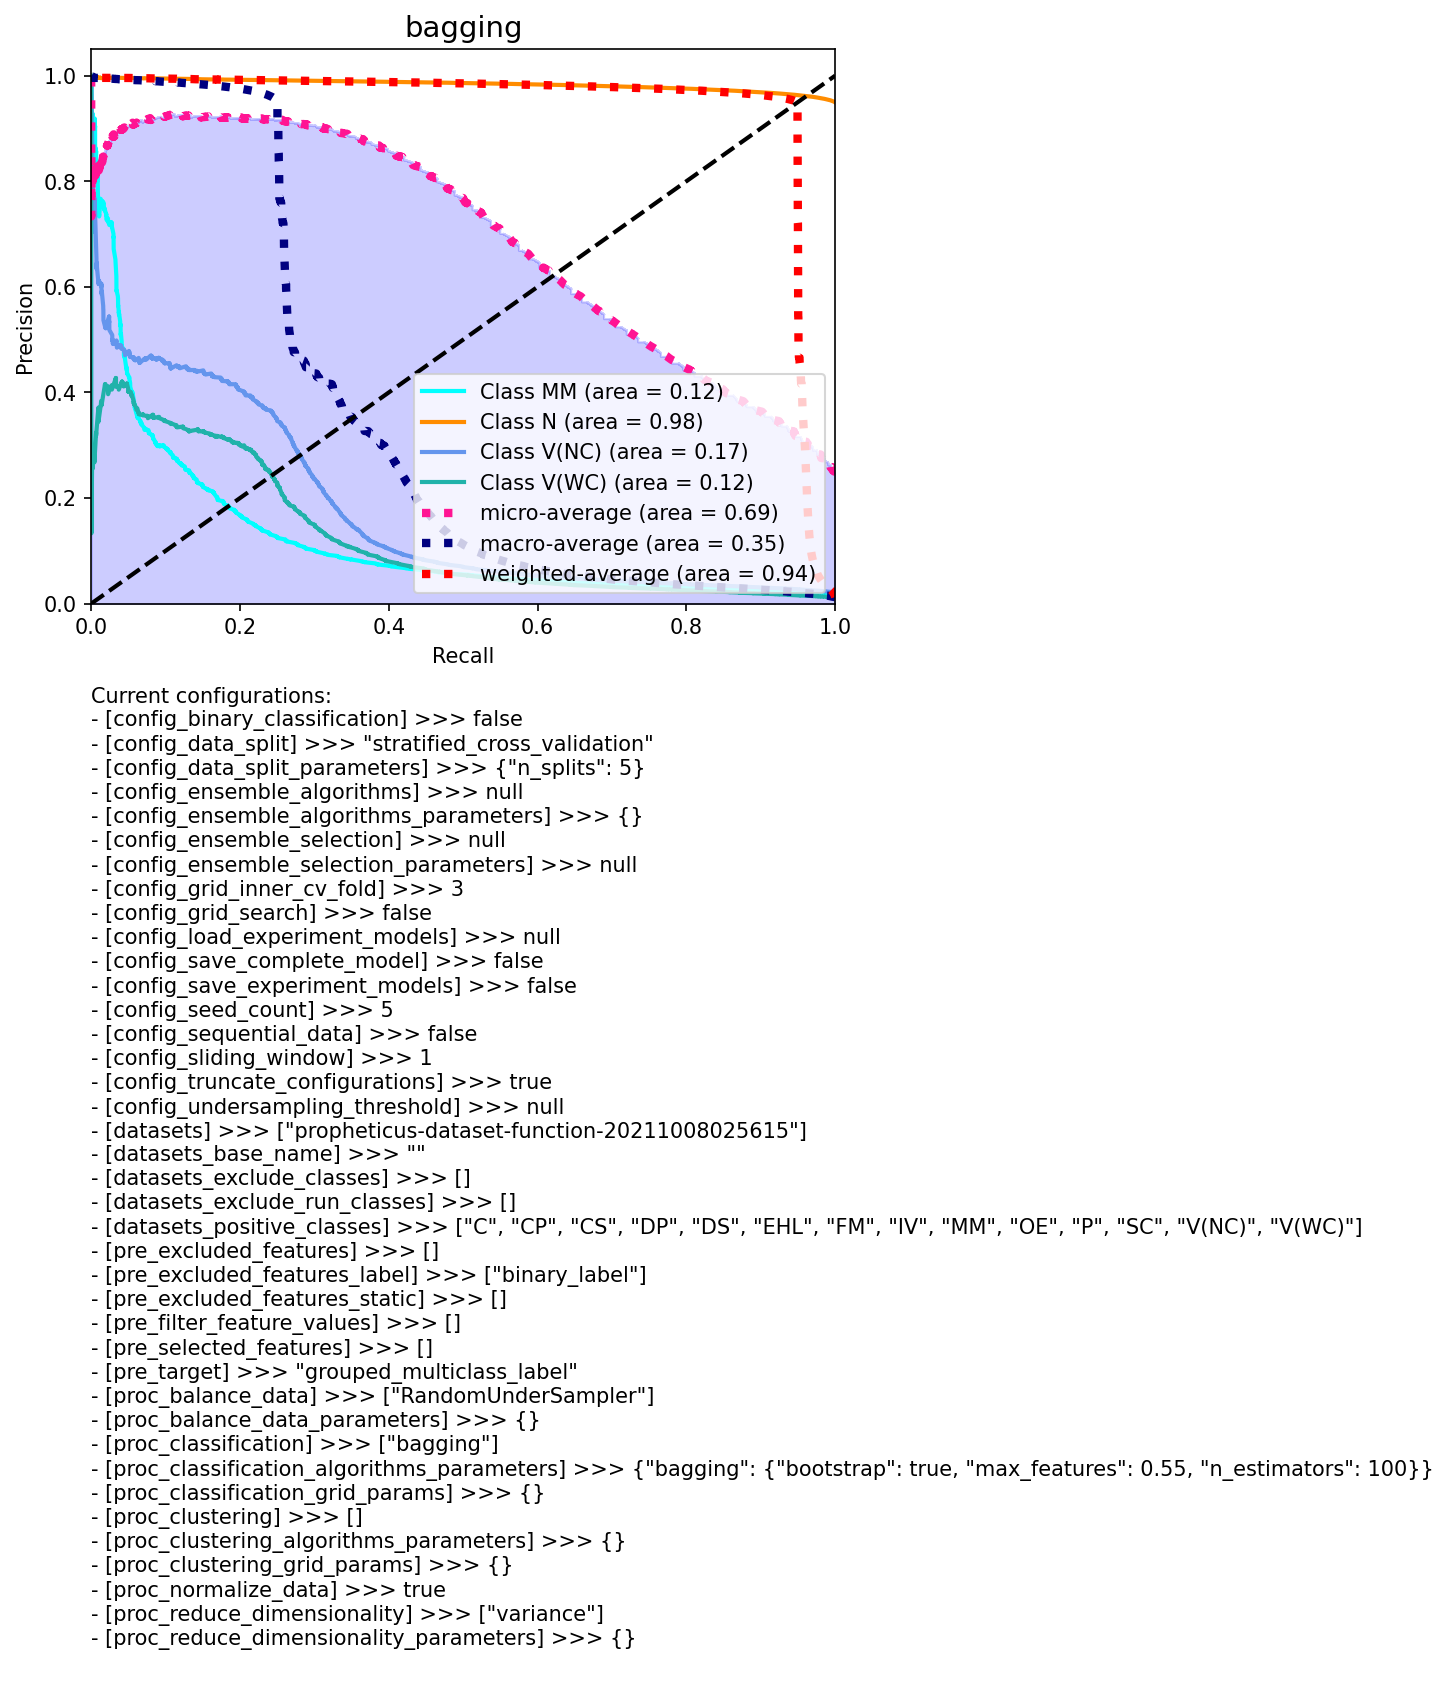 bagging
1.0
0.8
0.6
0.4
0.2
0.0
Precision
Class MM (area = 0.12)
Class N (area = 0.98)
Class V(NC) (area = 0.17)
Class V(WC) (area = 0.12)
micro-average (area = 0.69)
macro-average (area = 0.35)
weighted-average (area = 0.94)
0.0 0.2 0.4 0.6 0.8 1.0
Recall
Current configurations:
- [config_binary_classification] >>> false
- [config_data_split] >>> "stratified_cross_validation"
- [config_data_split_parameters] >>> {"n_splits": 5}
- [config_ensemble_algorithms] >>> null
- [config_ensemble_algorithms_parameters] >>> {}
- [config_ensemble_selection] >>> null
- [config_ensemble_selection_parameters] >>> null
- [config_grid_inner_cv_fold] >>> 3
- [config_grid_search] >>> false
- [config_load_experiment_models] >>> null
- [config_save_complete_model] >>> false
- [config_save_experiment_models] >>> false
- [config_seed_count] >>> 5
- [config_sequential_data] >>> false
- [config_sliding_window] >>> 1
- [config_truncate_configurations] >>> true
- [config_undersampling_threshold] >>> null
- [datasets] >>> ["propheticus-dataset-function-20211008025615"]
- [datasets_base_name] >>> ""
- [datasets_exclude_classes] >>> []
- [datasets_exclude_run_classes] >>> []
- [datasets_positive_classes] >>> ["C", "CP", "CS", "DP", "DS", "EHL", "FM", "IV", "MM", "OE", "P", "SC", "V(NC)", "V(WC)"]
- [pre_excluded_features] >>> []
- [pre_excluded_features_label] >>> ["binary_label"]
- [pre_excluded_features_static] >>> []
- [pre_filter_feature_values] >>> []
- [pre_selected_features] >>> []
- [pre_target] >>> "grouped_multiclass_label"
- [proc_balance_data] >>> ["RandomUnderSampler"]
- [proc_balance_data_parameters] >>> {}
- [proc_classification] >>> ["bagging"]
- [proc_classification_algorithms_parameters] >>> {"bagging": {"bootstrap": true, "max_features": 0.55, "n_estimators": 100}}
- [proc_classification_grid_params] >>> {}
- [proc_clustering] >>> []
- [proc_clustering_algorithms_parameters] >>> {}
- [proc_clustering_grid_params] >>> {}
- [proc_normalize_data] >>> true
- [proc_reduce_dimensionality] >>> ["variance"]
- [proc_reduce_dimensionality_parameters] >>> {}